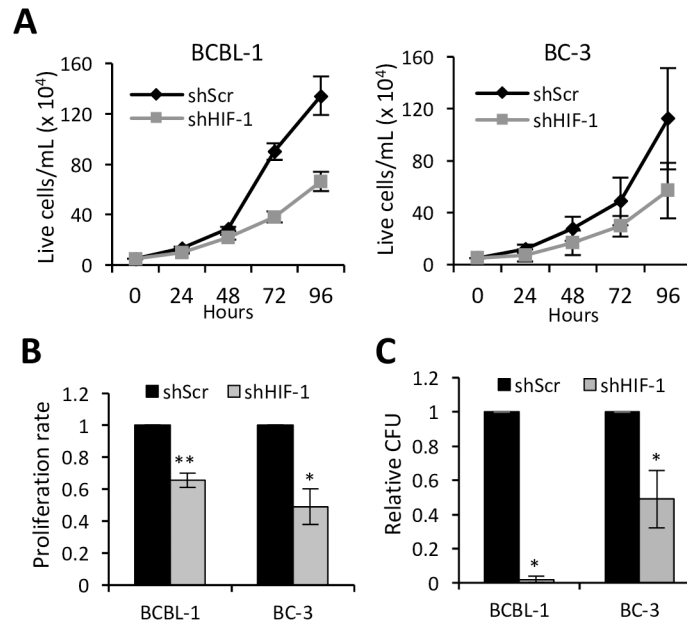 A
BCBL-1
BC-3
Live cells/mL (x 10⁴)
160
120
80
40
0
shScr
shHIF-1
0 24 48 72 96
Hours
Live cells/mL (x 10⁴)
160
120
80
40
0
shScr
shHIF-1
0 24 48 72 96
Hours
B
Proliferation rate
1.2
1
0.8
0.6
0.4
0.2
0
shScr shHIF-1
**
*
BCBL-1 BC-3
C
Relative CFU
1.2
1
0.8
0.6
0.4
0.2
0
shScr shHIF-1
*
*
BCBL-1 BC-3